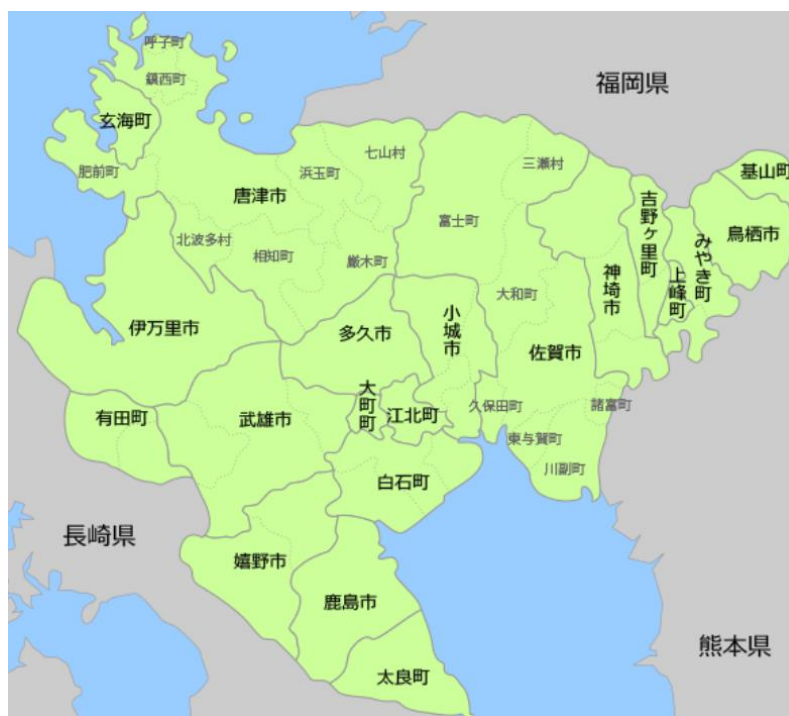 呼子町
鎮西町
福岡県
玄海町
七山村
三瀬村
基山町
肥前町
浜玉町
唐津市
吉野ヶ里町
みやき町
鳥栖市
富士町
北波多村
相知町
厳木町
神埼市
上峰町
大和町
伊万里市
多久市
小城市
佐賀市
大町町
有田町
武雄市
江北町
久保田町
諸富町
東与賀町
川副町
白石町
長崎県
嬉野市
鹿島市
熊本県
太良町